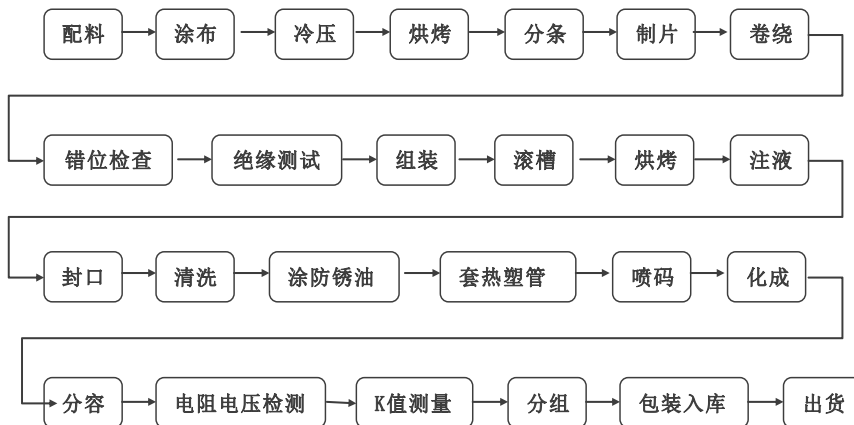 配料 涂布 冷压 烘烤 分条 制片 卷绕
错位检查 绝缘测试 组装 滚槽 烘烤 注液
封口 清洗 涂防锈油 套热塑管 喷码 化成
分容 电阻电压检测 K值测量 分组 包装入库 出货